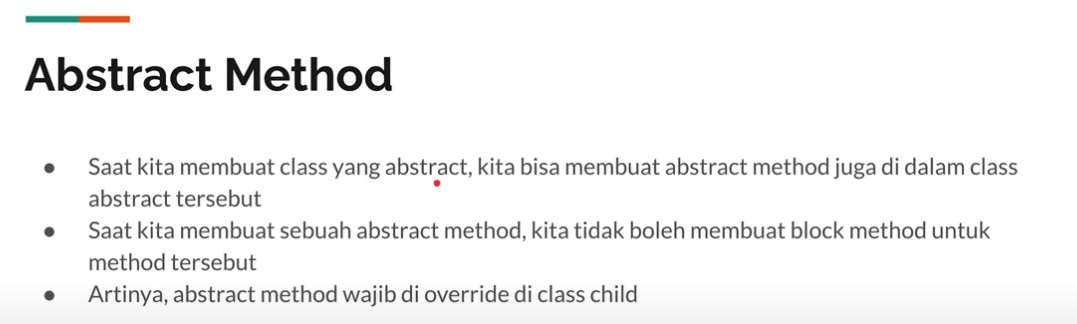 Abstract Method
● Saat kita membuat class yang abstract, kita bisa membuat abstract method juga di dalam class
abstract tersebut
● Saat kita membuat sebuah abstract method, kita tidak boleh membuat block method untuk
method tersebut
● Artinya, abstract method wajib di override di class child